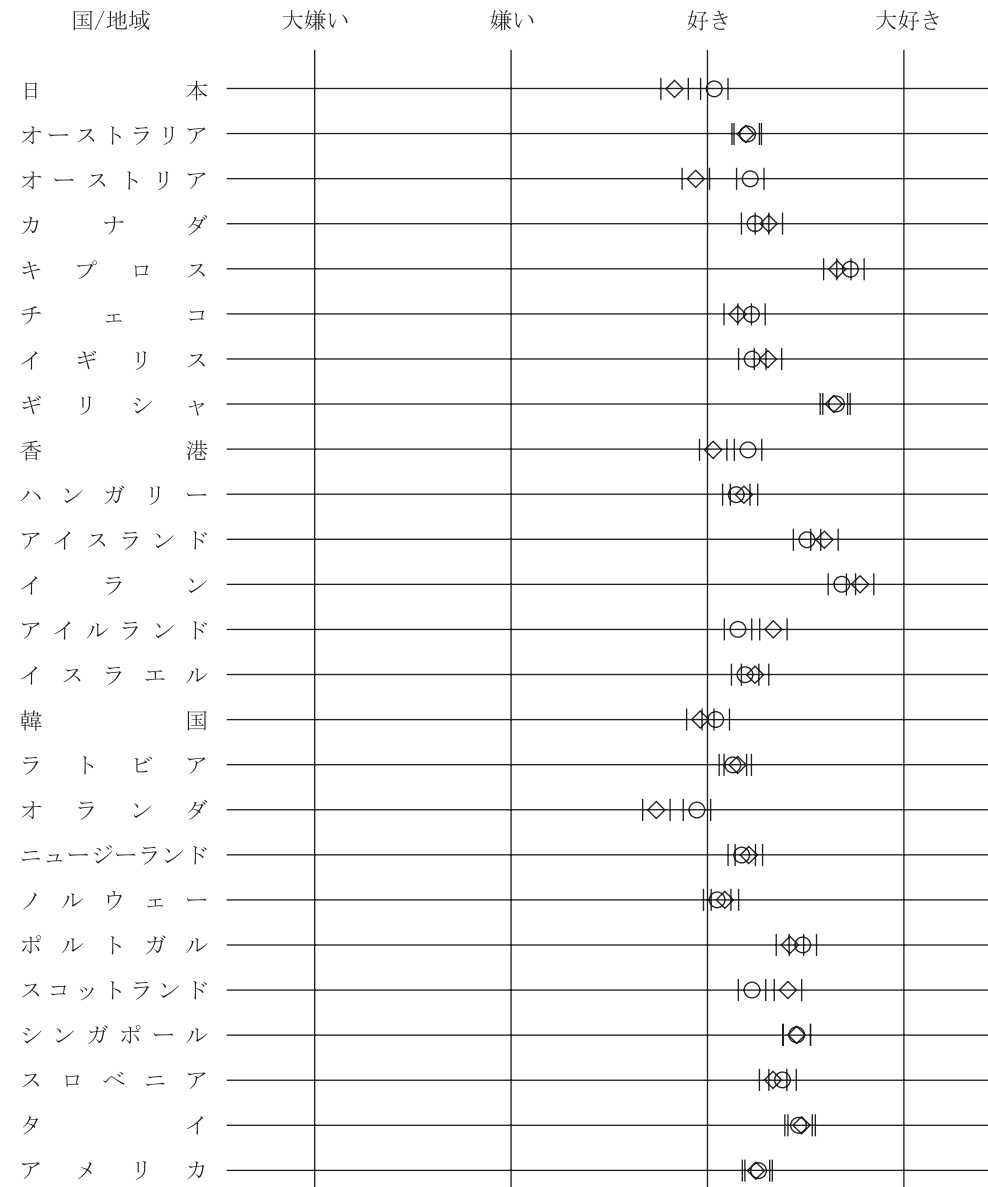 国/地域 大嫌い 嫌い 好き 大好き
日本
オーストラリア
オーストリア
カナダ
キプロス
チェコ
イギリス
ギリシャ
香港
ハンガリー
アイスランド
イラン
アイルランド
イスラエル
韓国
ラトビア
オランダ
ニュージーランド
ノルウェー
ポルトガル
スコットランド
シンガポール
スロベニア
タイ
アメリカ